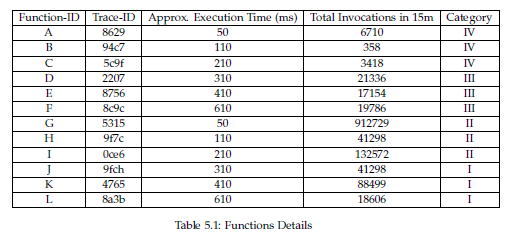 Function-ID Trace-ID Approx. Execution Time (ms) Total Invocations in 15m Category
A 8629 50 6710 IV
B 94c7 110 358 IV
C 5c9f 210 3418 IV
D 2207 310 21336 III
E 8756 410 17154 III
F 8c9c 610 19786 III
G 5315 50 912729 II
H 9f7c 110 41298 II
I 0ce6 210 132572 II
J 9fch 310 41298 I
K 4765 410 88499 I
L 8a3b 610 18606 I
Table 5.1: Functions Details